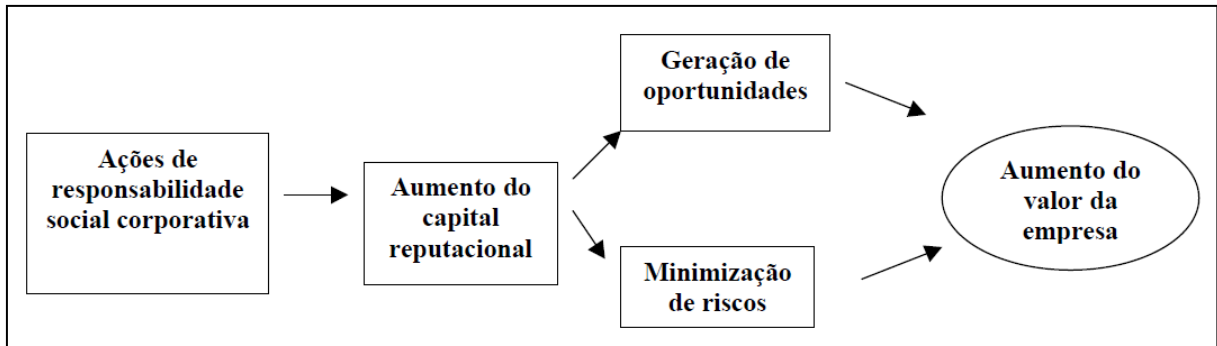 Ações de
responsabilidade
social corporativa
Aumento do
capital
reputacional
Geração de
oportunidades
Minimização
de riscos
Aumento do
valor da
empresa